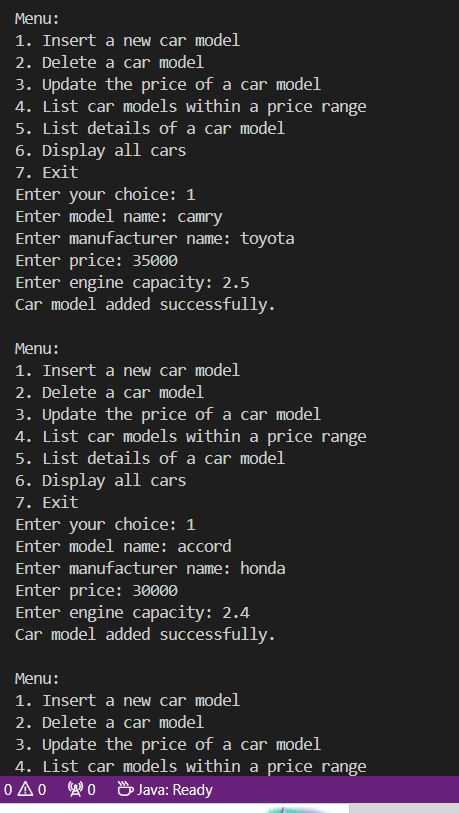 Menu:
1. Insert a new car model
2. Delete a car model
3. Update the price of a car model
4. List car models within a price range
5. List details of a car model
6. Display all cars
7. Exit
Enter your choice: 1
Enter model name: camry
Enter manufacturer name: toyota
Enter price: 35000
Enter engine capacity: 2.5
Car model added successfully.
Menu:
1. Insert a new car model
2. Delete a car model
3. Update the price of a car model
4. List car models within a price range
5. List details of a car model
6. Display all cars
7. Exit
Enter your choice: 1
Enter model name: accord
Enter manufacturer name: honda
Enter price: 30000
Enter engine capacity: 2.4
Car model added successfully.
Menu:
1. Insert a new car model
2. Delete a car model
3. Update the price of a car model
4. List car models within a price range
0 0 0 Java: Ready